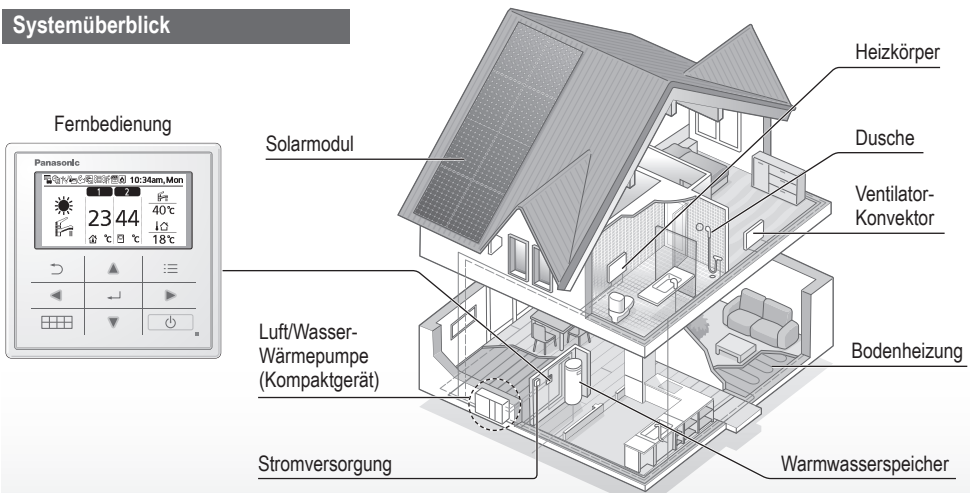 Systemüberblick
Fernbedienung
Panasonic
10:34am, Mon
1 2
23 44
°C °C
40°C
18°C
Solarmodul
Heizkörper
Dusche
Ventilator-
Konvektor
Luft/Wasser-
Wärmepumpe
(Kompaktgerät)
Bodenheizung
Stromversorgung
Warmwasserspeicher